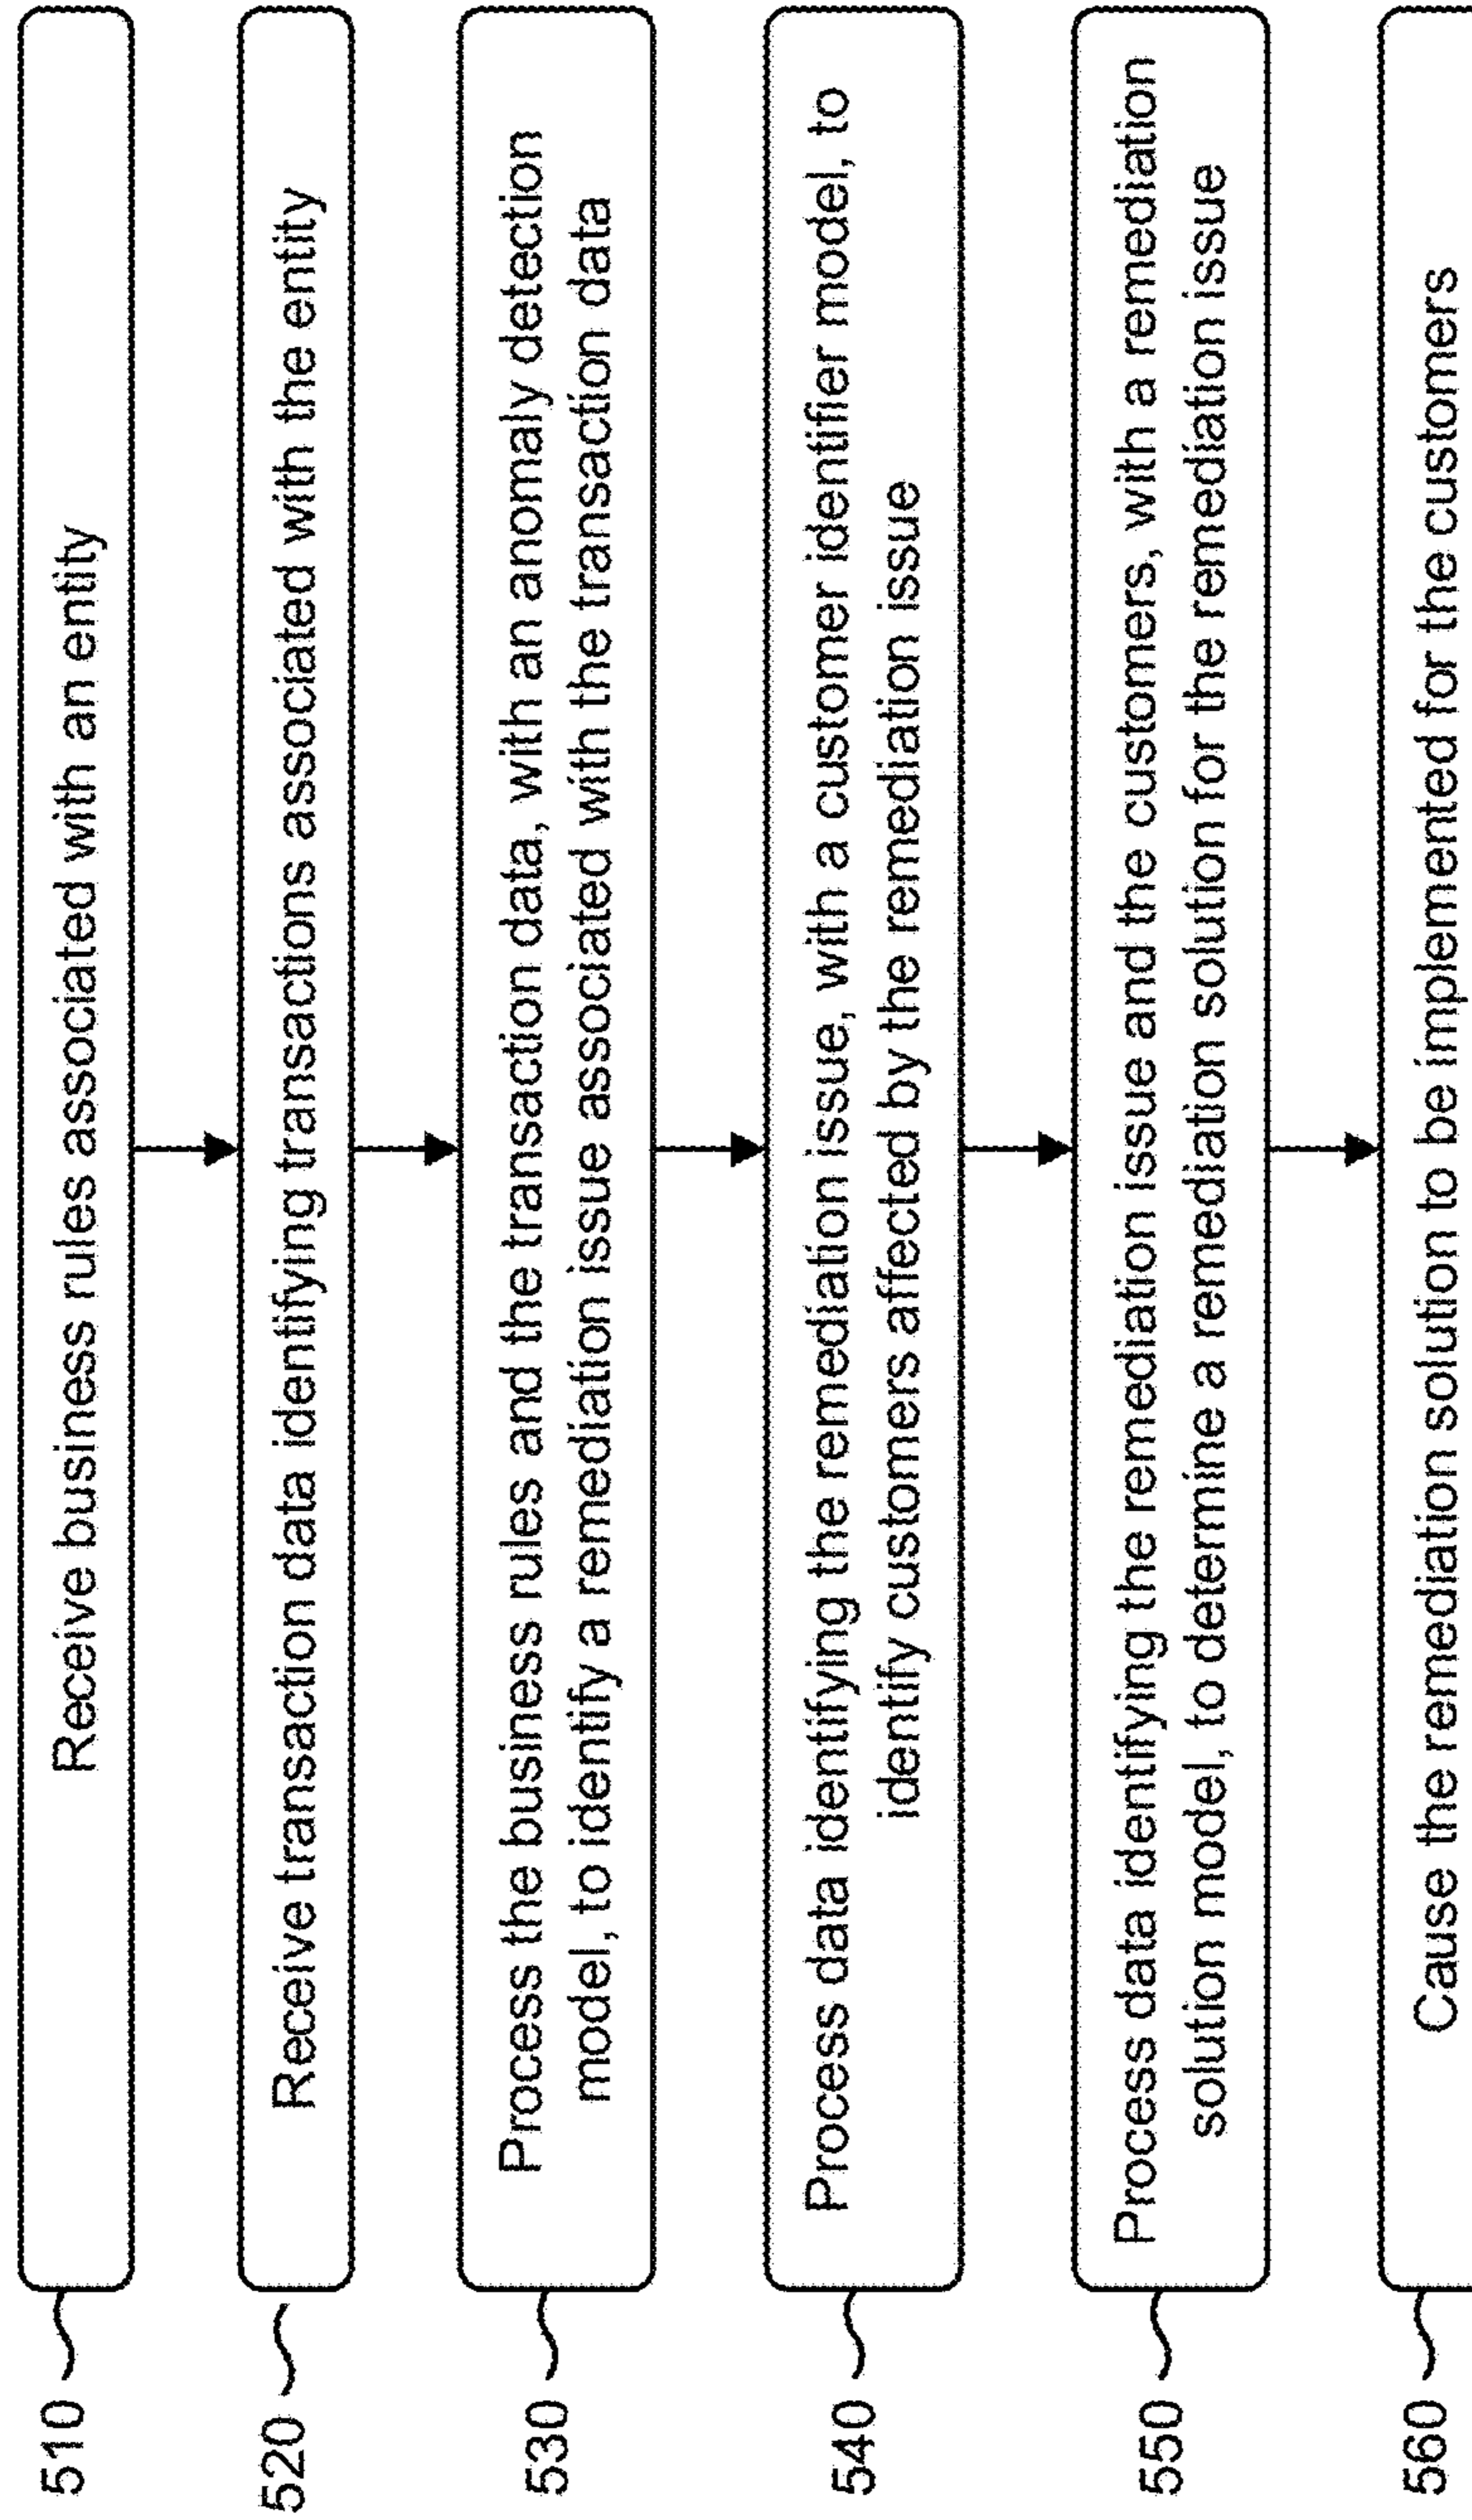 510
Receive business rules associated with an entity
520
Receive transaction data identifying transactions associated with the entity
530
Process the business rules and the transaction data, with an anomaly detection
model, to identify a remediation issue associated with the transaction data
540
Process data identifying the remediation issue, with a customer identifier model, to
identify customers affected by the remediation issue
550
Process data identifying the remediation issue and the customers, with a remediation
solution model, to determine a remediation solution for the remediation issue
560
Cause the remediation solution to be implemented for the customers